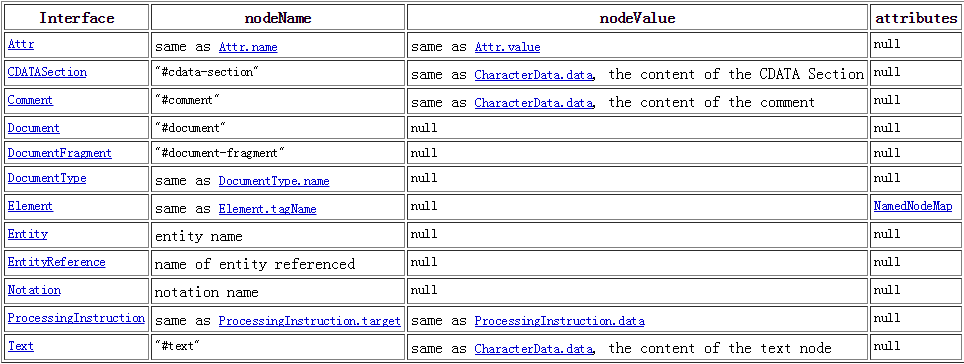 Interface nodeName nodeValue attributes
Attr same as Attr.name same as Attr.value null
CDATASection "#cdata-section" same as CharacterData.data, the content of the CDATA Section null
Comment "#comment" same as CharacterData.data, the content of the comment null
Document "#document" null null
DocumentFragment "#document-fragment" null null
DocumentType same as DocumentType.name null null
Element same as Element.tagName null NamedNodeMap
Entity entity name null null
EntityReference name of entity referenced null null
Notation notation name null null
ProcessingInstruction same as ProcessingInstruction.target same as ProcessingInstruction.data null
Text "#text" same as CharacterData.data, the content of the text node null